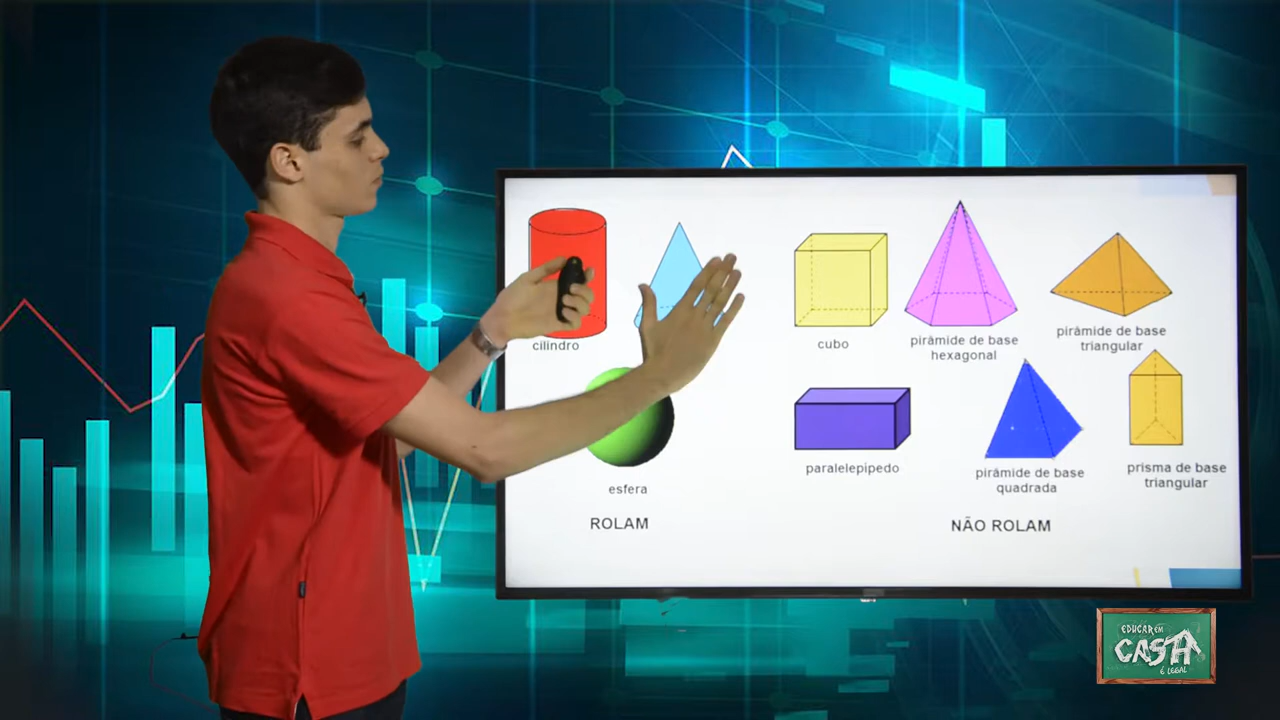 cilindro
cubo
pirâmide de base
hexagonal
pirâmide de base
triangular
esfera
paralelepipedo
pirâmide de base
quadrada
prisma de base
triangular
ROLAM
NÃO ROLAM
EDUCAR EM
CASA
É LEGAL